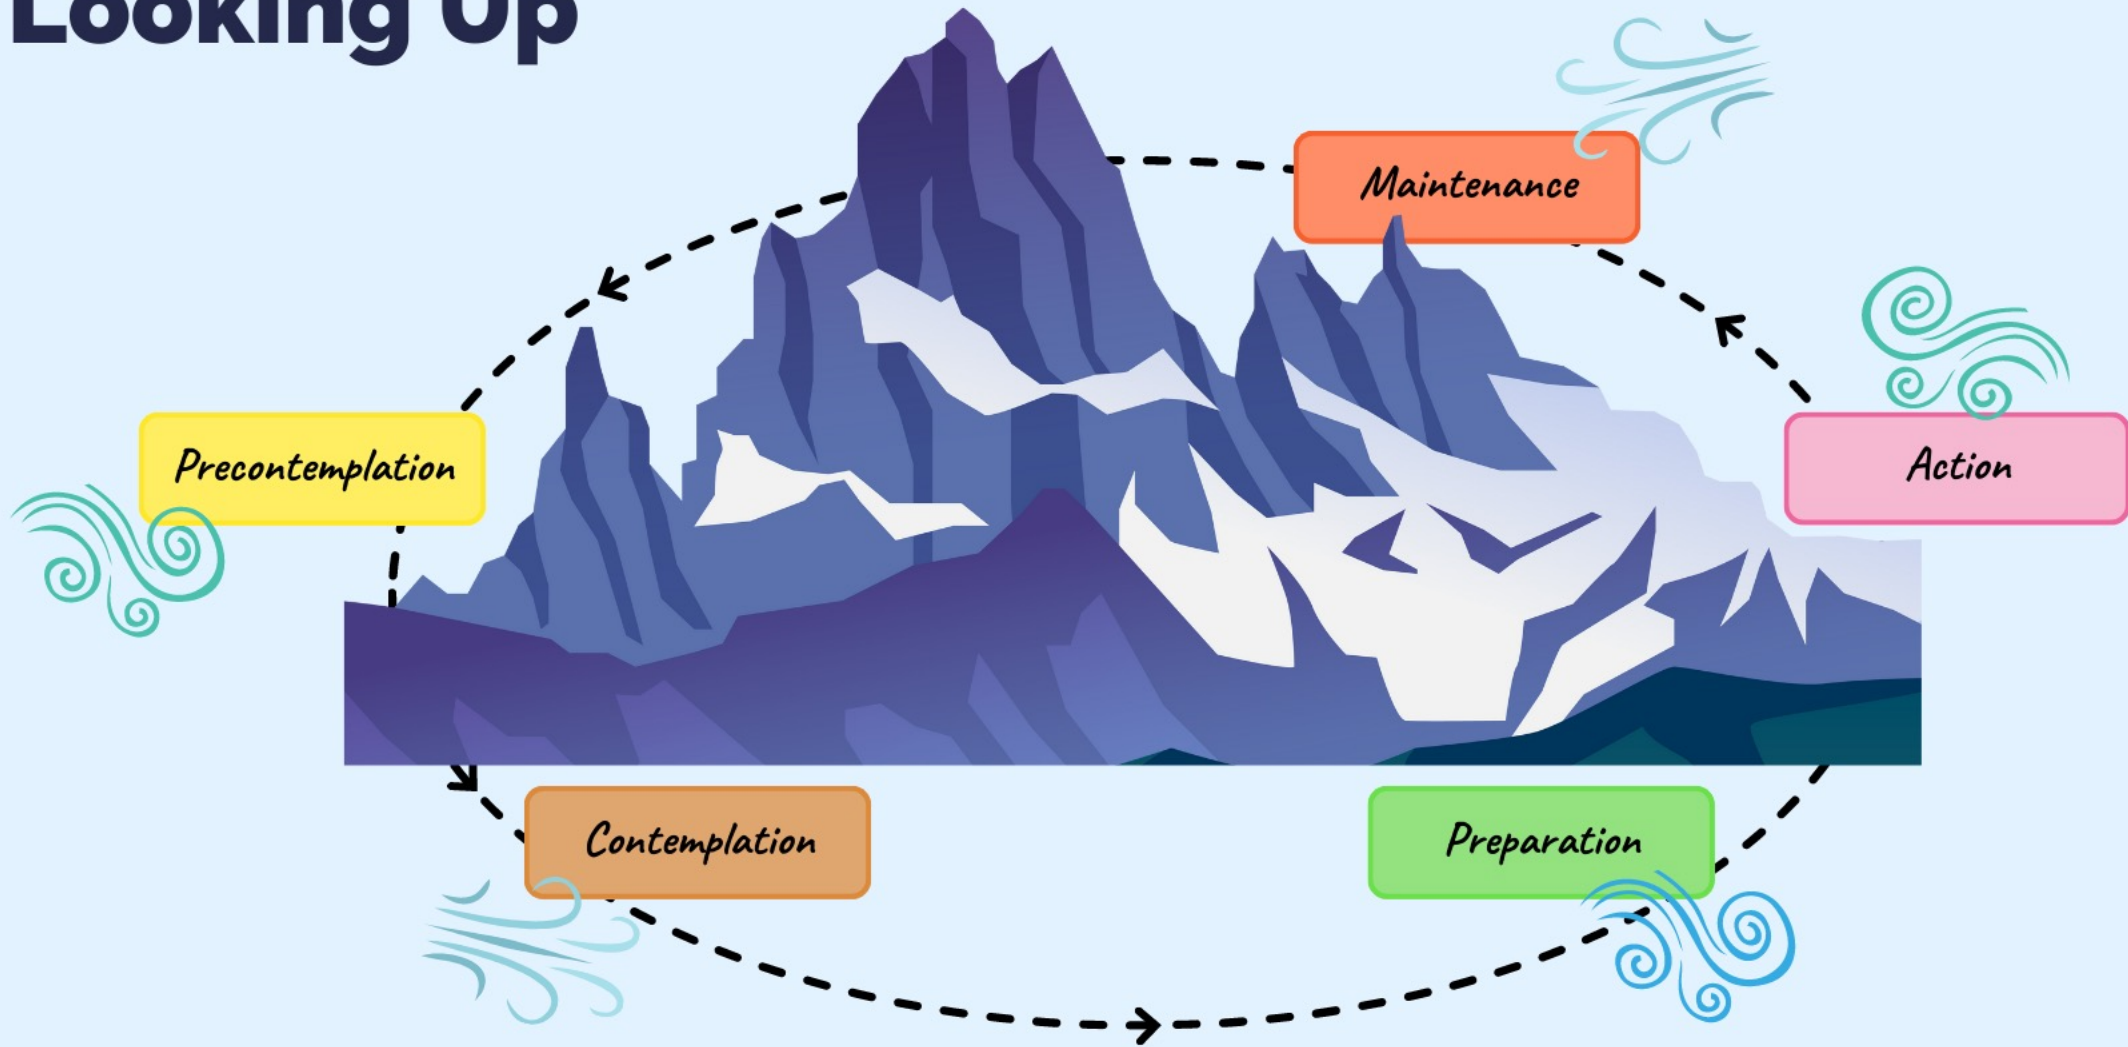 Looking Up
Maintenance
Precontemplation
Action
Contemplation
Preparation